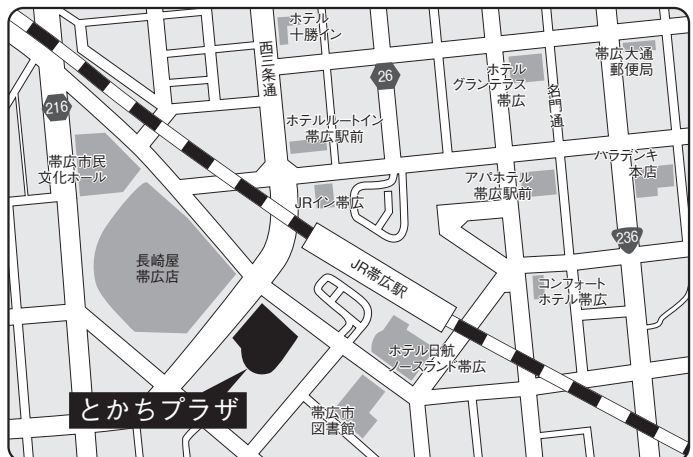 ホテル
十勝イン
西三条通
26
ホテル
グランテラス
帯広
名門通
帯広大通
郵便局
216
ホテルルートイン
帯広駅前
帯広市民
文化ホール
JRイン帯広
アパホテル
帯広駅前
ハラデンキ
本店
236
長崎屋
帯広店
JR帯広駅
コンフォート
ホテル帯広
ホテル日航
ノースランド帯広
とかちプラザ
帯広市
図書館